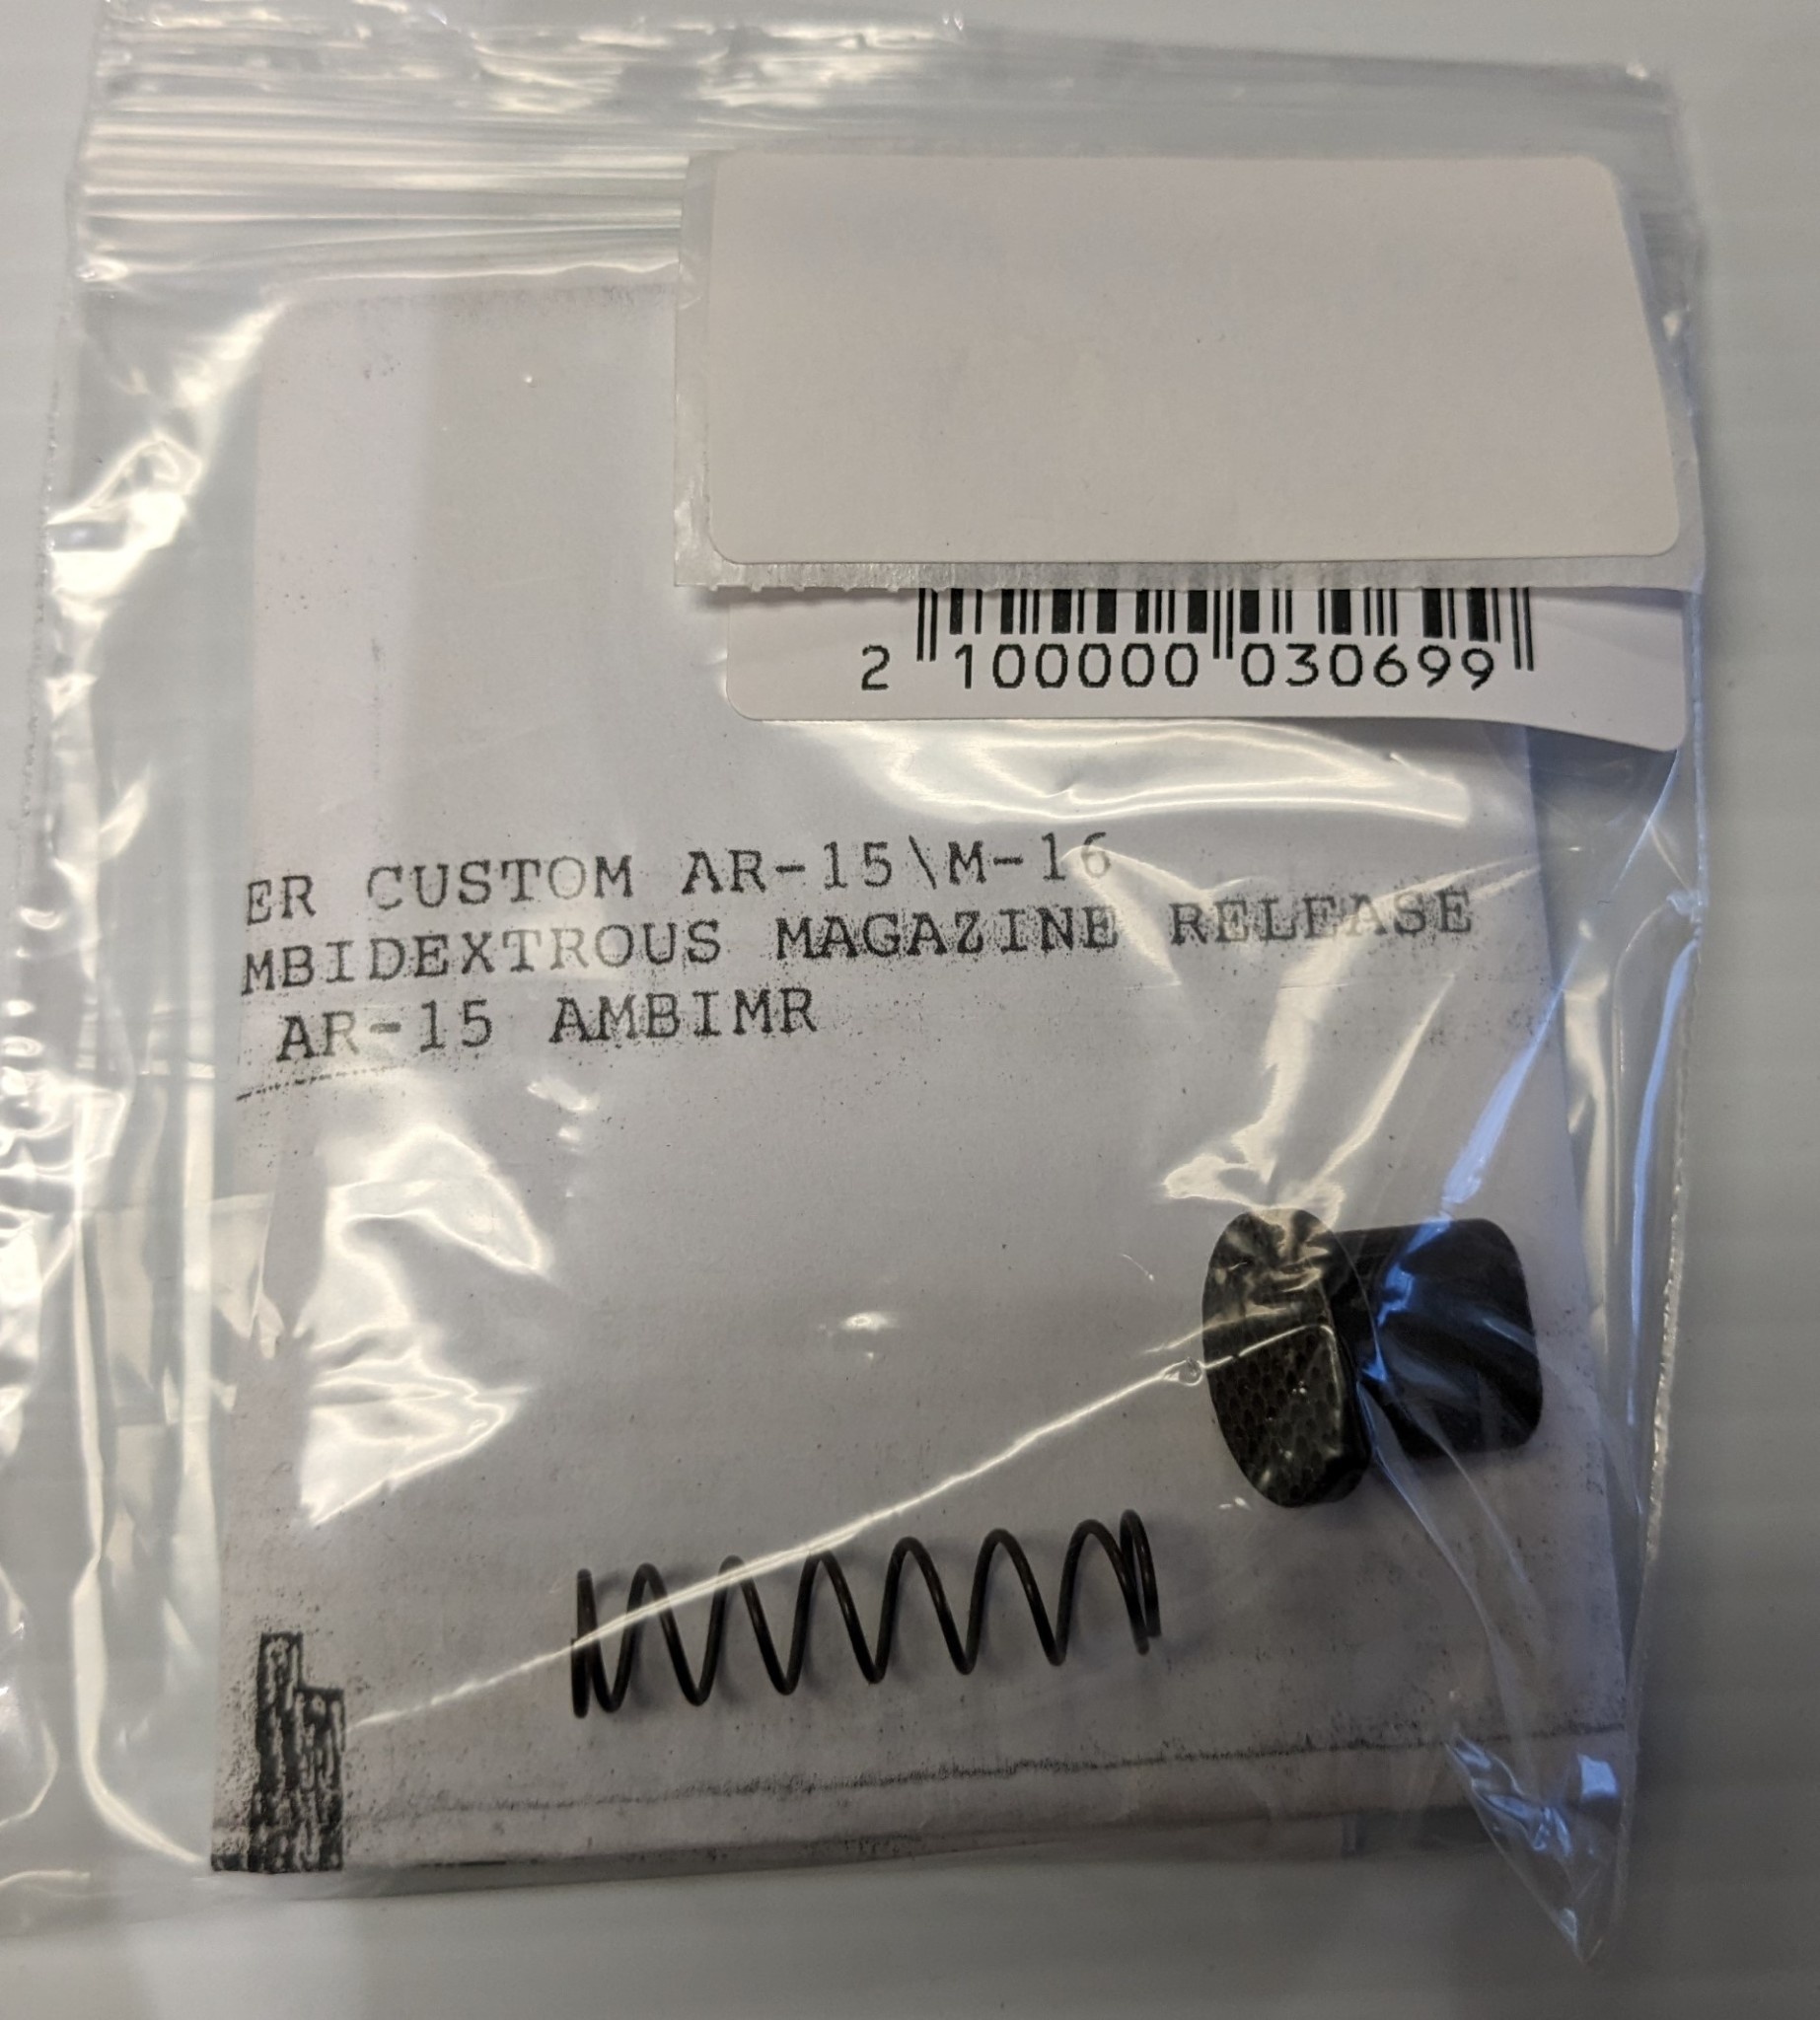 2 100000 030699
ER CUSTOM AR-15\M-16
MBIDEXTROUS MAGAZINE RELEASE
AR-15 AMBIMR